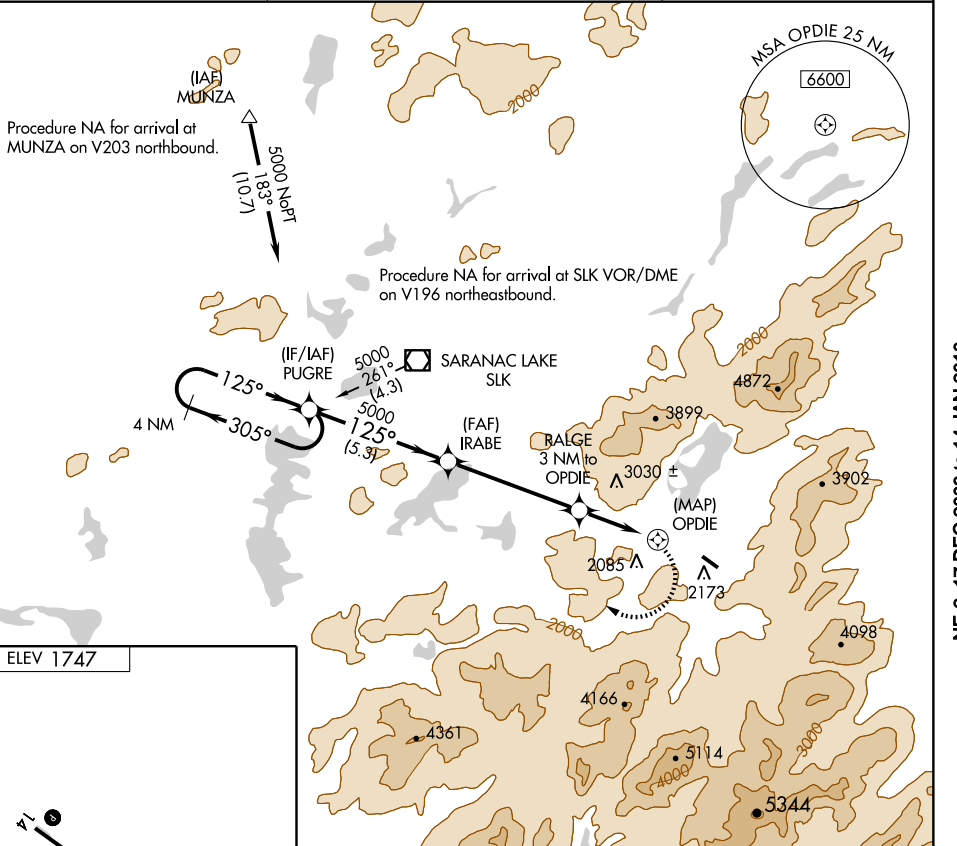 MSA OPDIE 25 NM
6600
(IAF)
MUNZA
2000
Procedure NA for arrival at
MUNZA on V203 northbound.
5000 NoPT
183°
(10.7)
Procedure NA for arrival at SLK VOR/DME
on V196 northeastbound.
2000
(IF/IAF)
PUGRE
5000
261°
(4.3)
SARANAC LAKE
SLK
4872
125°
4 NM
305°
5000
125°
(5.3)
(FAF)
IRABE
3899
RALGE
3 NM to
OPDIE
3030 ±
3902
(MAP)
OPDIE
2085
2173
2000
4098
ELEV 1747
4166
4361
3000
5114
4000
5344
14
P